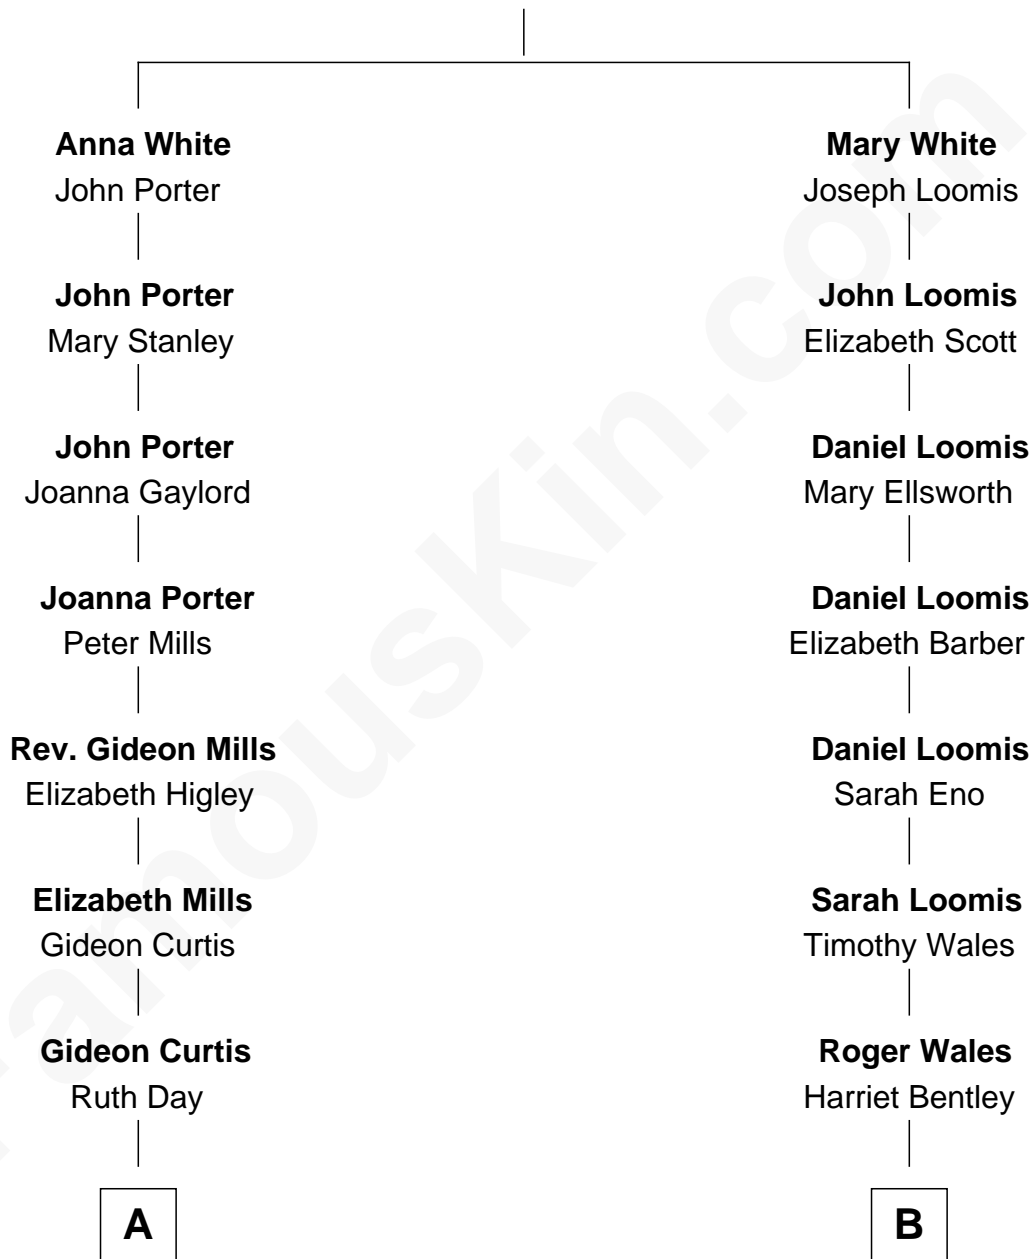 Anna White
John Porter
John Porter
Mary Stanley
John Porter
Joanna Gaylord
Joanna Porter
Peter Mills
Rev. Gideon Mills
Elizabeth Higley
Elizabeth Mills
Gideon Curtis
Gideon Curtis
Ruth Day
A
Mary White
Joseph Loomis
John Loomis
Elizabeth Scott
Daniel Loomis
Mary Ellsworth
Daniel Loomis
Elizabeth Barber
Daniel Loomis
Sarah Eno
Sarah Loomis
Timothy Wales
Roger Wales
Harriet Bentley
B
FamousKin.com